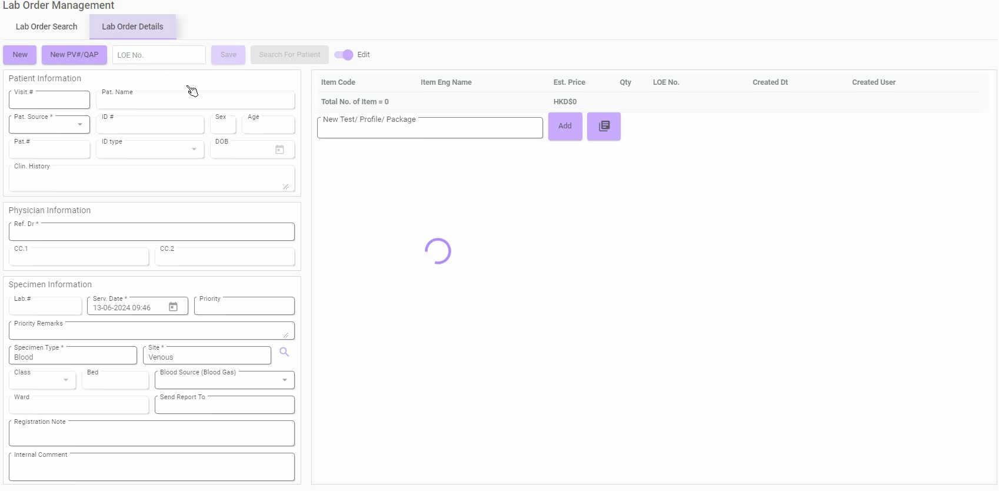 Lab Order Management
Lab Order Search
Lab Order Details
New
New PV#/QAP
LOE No.
Save
Search For Patient
Edit
Patient Information
Visit.#
Pat. Name
Pat. Source *
ID #
Sex
Age
Pat.#
ID type
DOB
Clin. History
Physician Information
Ref. Dr *
CC.1
CC.2
Specimen Information
Lab.#
Serv. Date *
13-06-2024 09:46
Priority
Priority Remarks
Specimen Type *
Blood
Site *
Venous
Class
Bed
Blood Source (Blood Gas)
Ward
Send Report To
Registration Note
Internal Comment
Item Code Item Eng Name Est. Price Qty LOE No. Created Dt Created User
Total No. of Item = 0 HKD$0
New Test/ Profile/ Package
Add